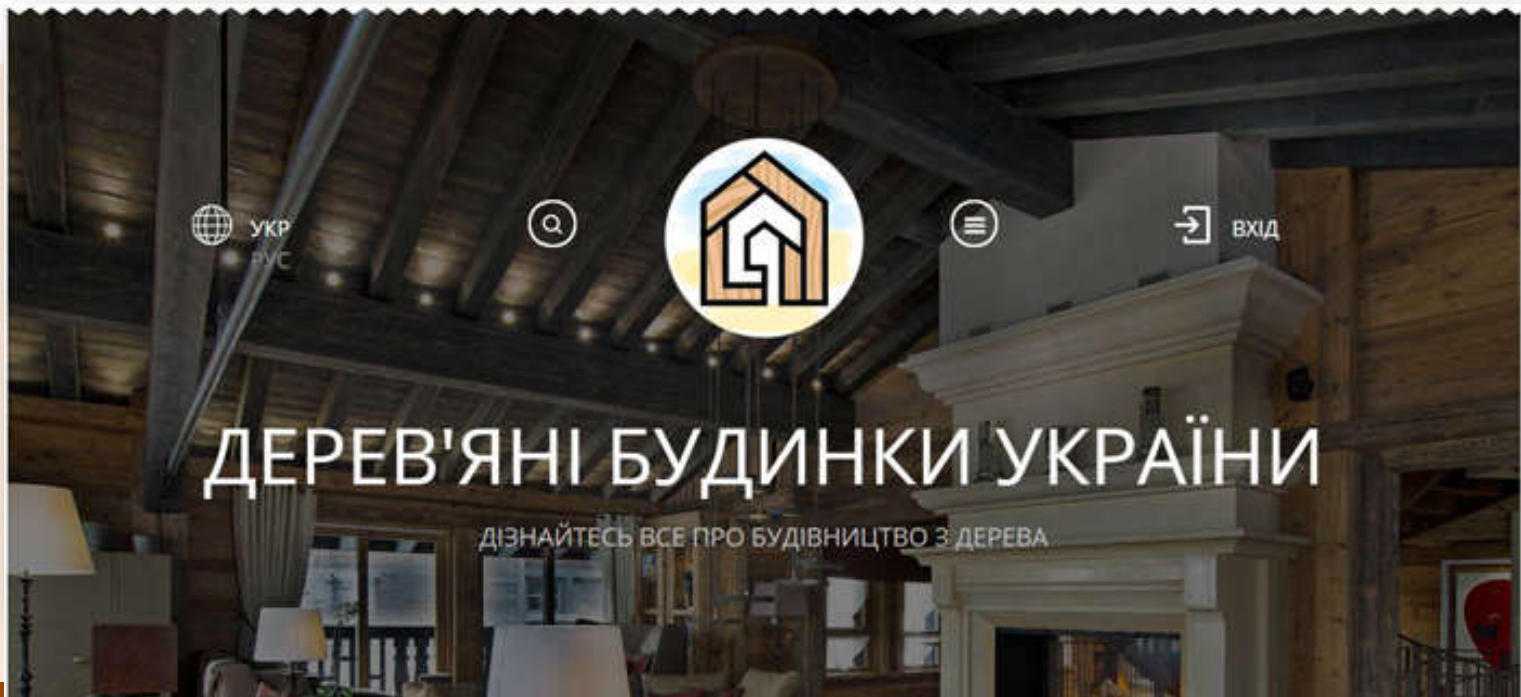 УКР
РУС
ВХІД
ДЕРЕВ'ЯНІ БУДИНКИ УКРАЇНИ
ДІЗНАЙТЕСЬ ВСЕ ПРО БУДІВНИЦТВО З ДЕРЕВА